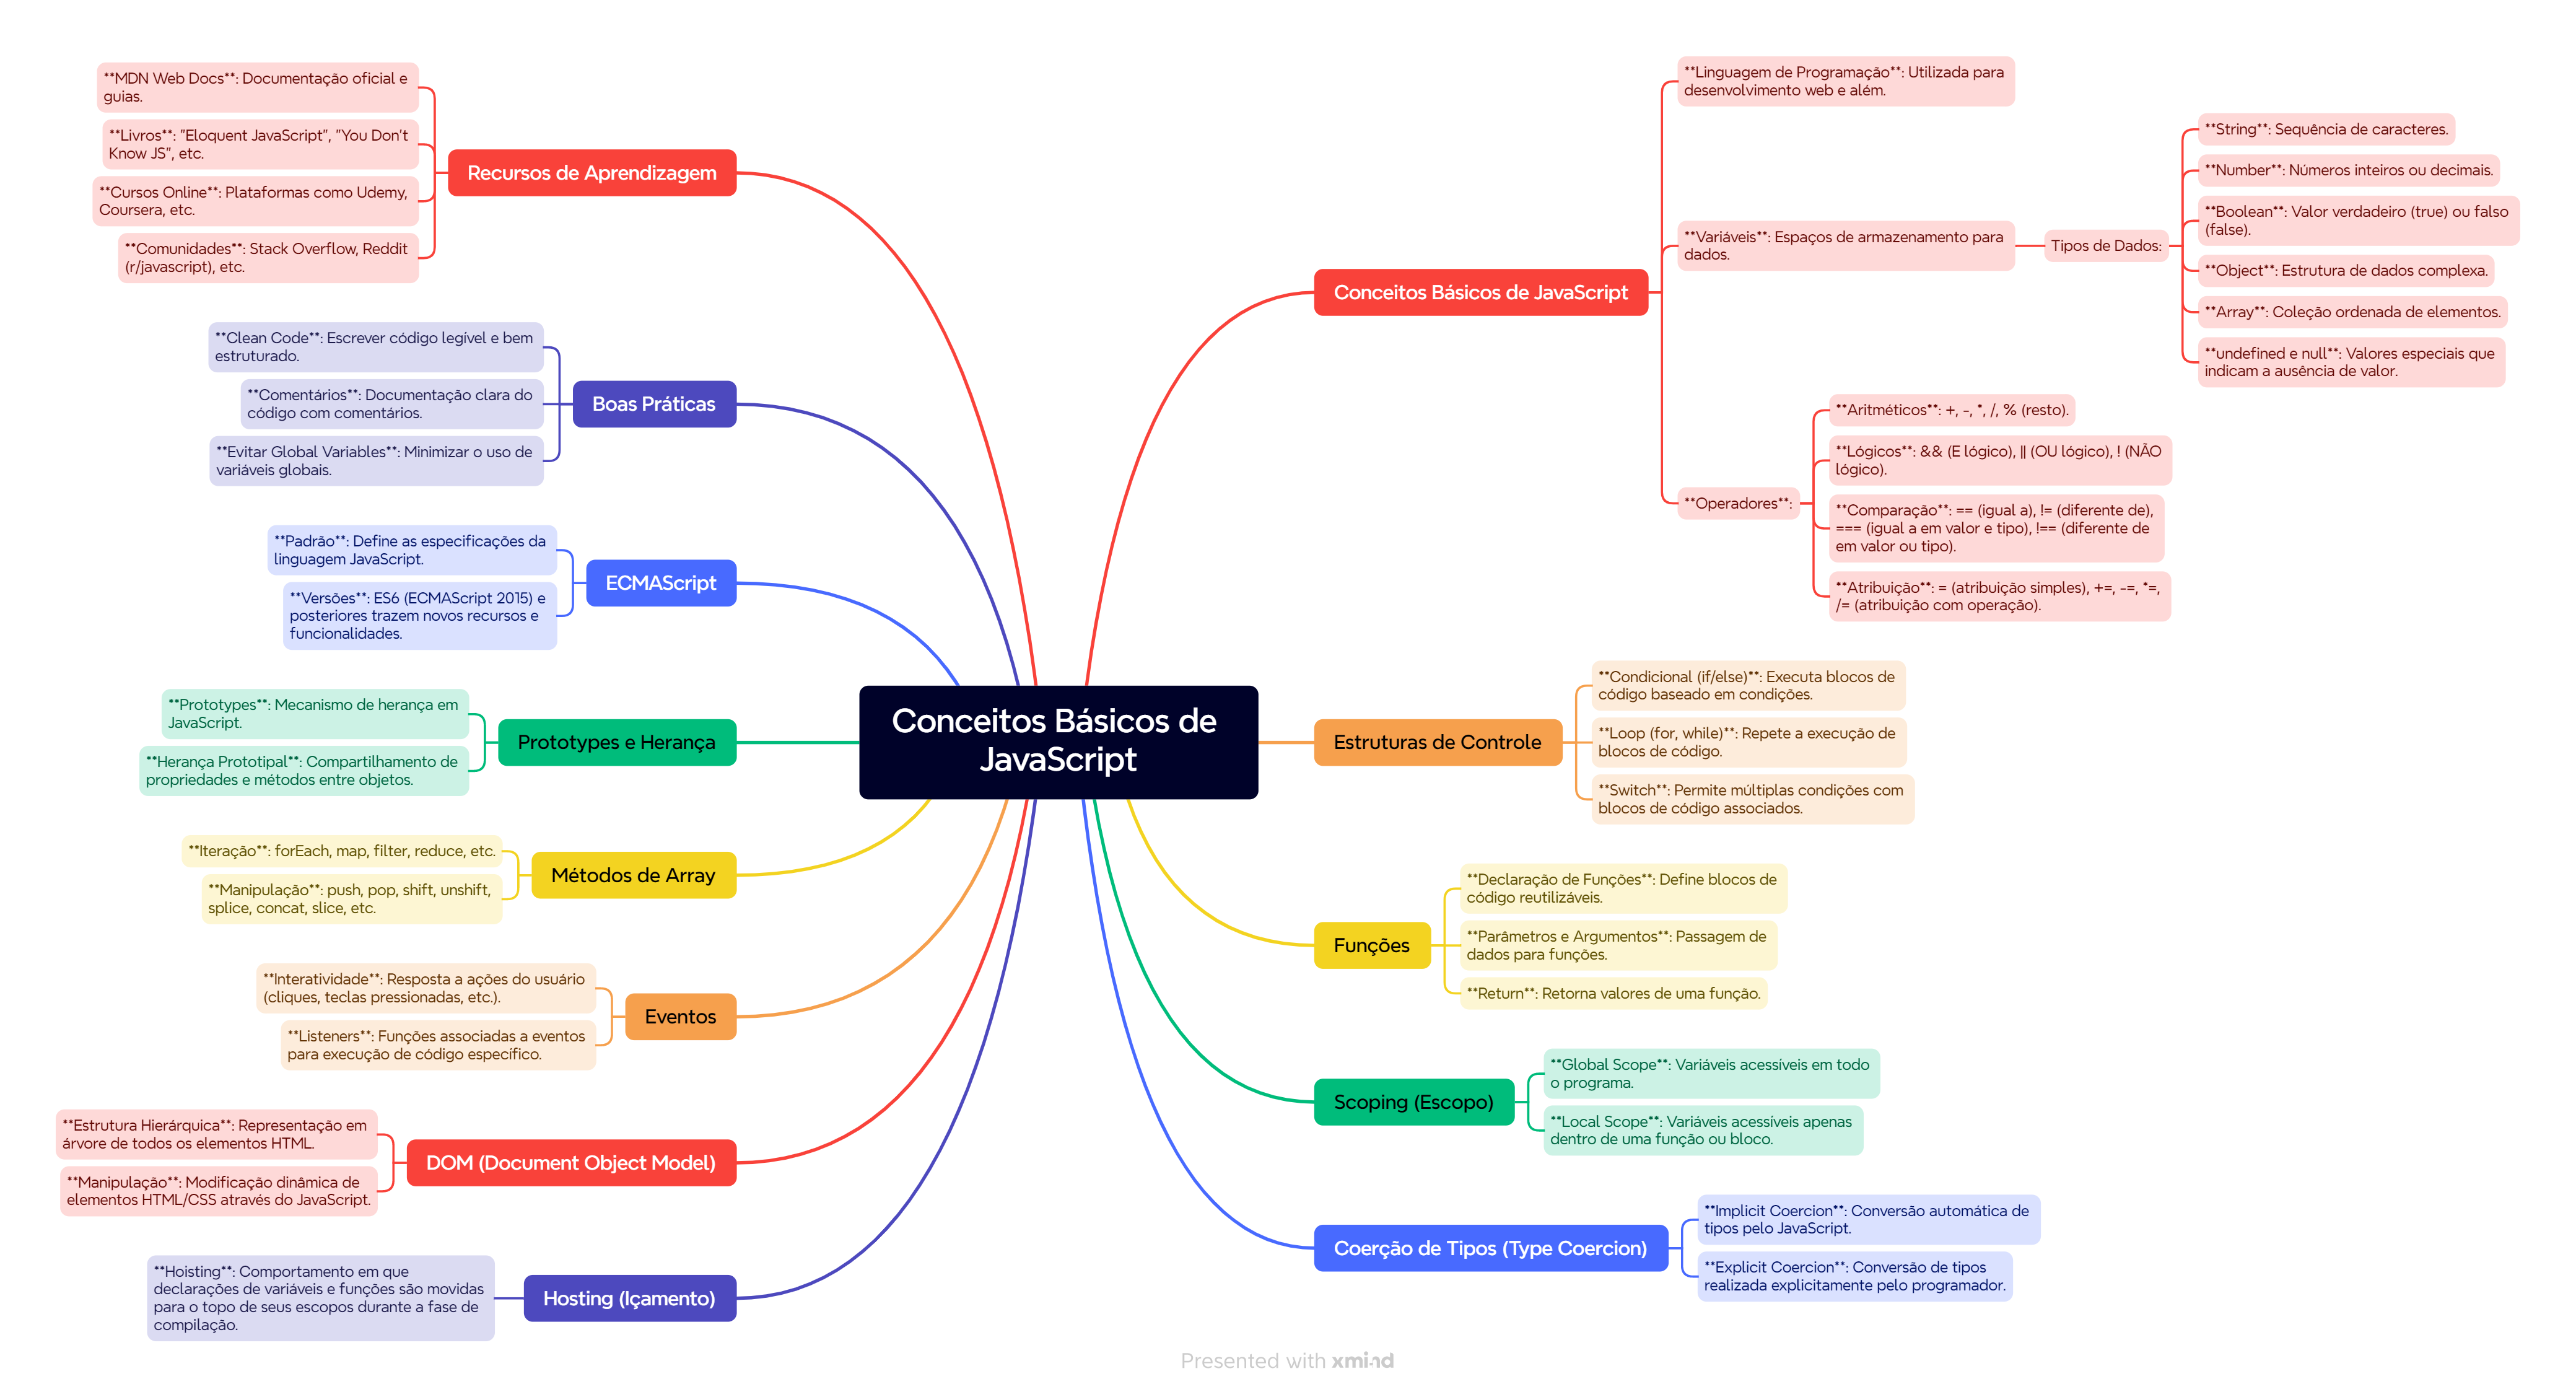 Conceitos Básicos de
JavaScript
Conceitos Básicos de JavaScript
**Linguagem de Programação**: Utilizada para
desenvolvimento web e além.
**Variáveis**: Espaços de armazenamento para
dados.
Tipos de Dados:
**String**: Sequência de caracteres.
**Number**: Números inteiros ou decimais.
**Boolean**: Valor verdadeiro (true) ou falso
(false).
**Object**: Estrutura de dados complexa.
**Array**: Coleção ordenada de elementos.
**undefined e null**: Valores especiais que
indicam a ausência de valor.
**Operadores**:
**Aritméticos**: +, -, *, /, % (resto).
**Lógicos**: && (E lógico), || (OU lógico), ! (NÃO
lógico).
**Comparação**: == (igual a), != (diferente de),
=== (igual a em valor e tipo), !== (diferente de
em valor ou tipo).
**Atribuição**: = (atribuição simples), +=, -=, *=,
/= (atribuição com operação).
Estruturas de Controle
**Condicional (if/else)**: Executa blocos de
código baseado em condições.
**Loop (for, while)**: Repete a execução de
blocos de código.
**Switch**: Permite múltiplas condições com
blocos de código associados.
Funções
**Declaração de Funções**: Define blocos de
código reutilizáveis.
**Parâmetros e Argumentos**: Passagem de
dados para funções.
**Return**: Retorna valores de uma função.
Scoping (Escopo)
**Global Scope**: Variáveis acessíveis em todo
o programa.
**Local Scope**: Variáveis acessíveis apenas
dentro de uma função ou bloco.
Coerção de Tipos (Type Coercion)
**Implicit Coercion**: Conversão automática de
tipos pelo JavaScript.
**Explicit Coercion**: Conversão de tipos
realizada explicitamente pelo programador.
Recursos de Aprendizagem
**MDN Web Docs**: Documentação oficial e
guias.
**Livros**: "Eloquent JavaScript", "You Don't
Know JS", etc.
**Cursos Online**: Plataformas como Udemy,
Coursera, etc.
**Comunidades**: Stack Overflow, Reddit
(r/javascript), etc.
Boas Práticas
**Clean Code**: Escrever código legível e bem
estruturado.
**Comentários**: Documentação clara do
código com comentários.
**Evitar Global Variables**: Minimizar o uso de
variáveis globais.
ECMAScript
**Padrão**: Define as especificações da
linguagem JavaScript.
**Versões**: ES6 (ECMAScript 2015) e
posteriores trazem novos recursos e
funcionalidades.
Prototypes e Herança
**Prototypes**: Mecanismo de herança em
JavaScript.
**Herança Prototipal**: Compartilhamento de
propriedades e métodos entre objetos.
Métodos de Array
**Iteração**: forEach, map, filter, reduce, etc.
**Manipulação**: push, pop, shift, unshift,
splice, concat, slice, etc.
Eventos
**Interatividade**: Resposta a ações do usuário
(cliques, teclas pressionadas, etc.).
**Listeners**: Funções associadas a eventos
para execução de código específico.
DOM (Document Object Model)
**Estrutura Hierárquica**: Representação em
árvore de todos os elementos HTML.
**Manipulação**: Modificação dinâmica de
elementos HTML/CSS através do JavaScript.
Hosting (Içamento)
**Hoisting**: Comportamento em que
declarações de variáveis e funções são movidas
para o topo de seus escopos durante a fase de
compilação.
Presented with xmind